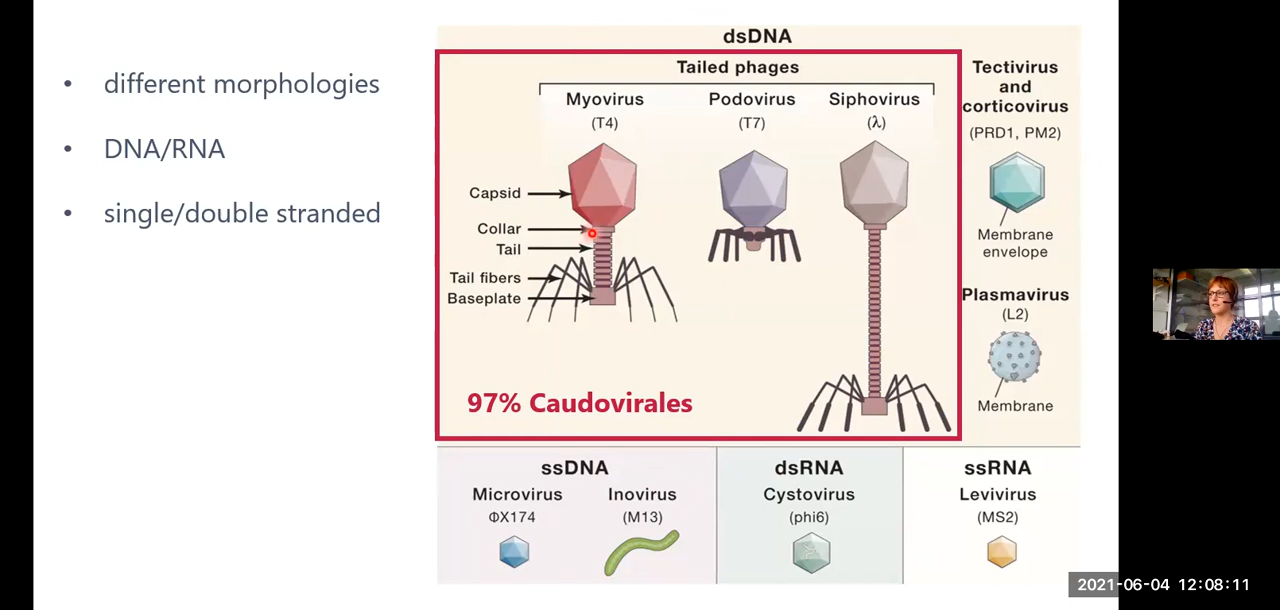 • different morphologies
• DNA/RNA
• single/double stranded
dsDNA
Tailed phages
Myovirus
(T4)
Podovirus
(T7)
Siphovirus
(λ)
Capsid
Collar
Tail
Tail fibers
Baseplate
97% Caudovirales
Tectivirus
and
corticovirus
(PRD1, PM2)
Membrane
envelope
Plasmavirus
(L2)
Membrane
ssDNA
Microvirus
ΦX174
Inovirus
(M13)
dsRNA
Cystovirus
(phi6)
ssRNA
Levivirus
(MS2)
2021-06-04 12:08:11